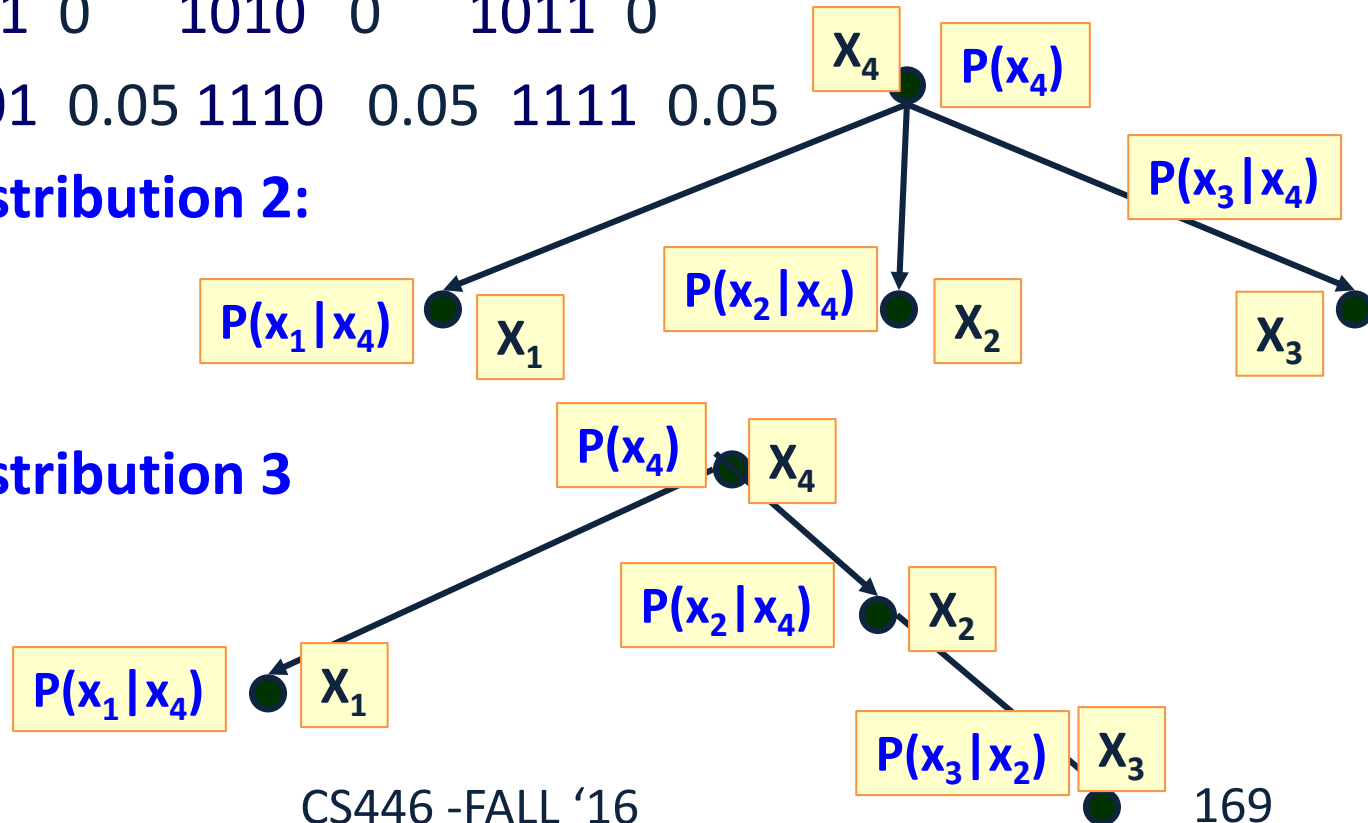 1 0 1010 0 1011 0
01 0.05 1110 0.05 1111 0.05
X4 P(x4)
P(x3|x4)
stribution 2:
P(x1|x4) X1 P(x2|x4) X2 X3
stribution 3
P(x4) X4
P(x2|x4) X2
P(x1|x4) X1
P(x3|x2) X3
CS446 -FALL ‘16 169